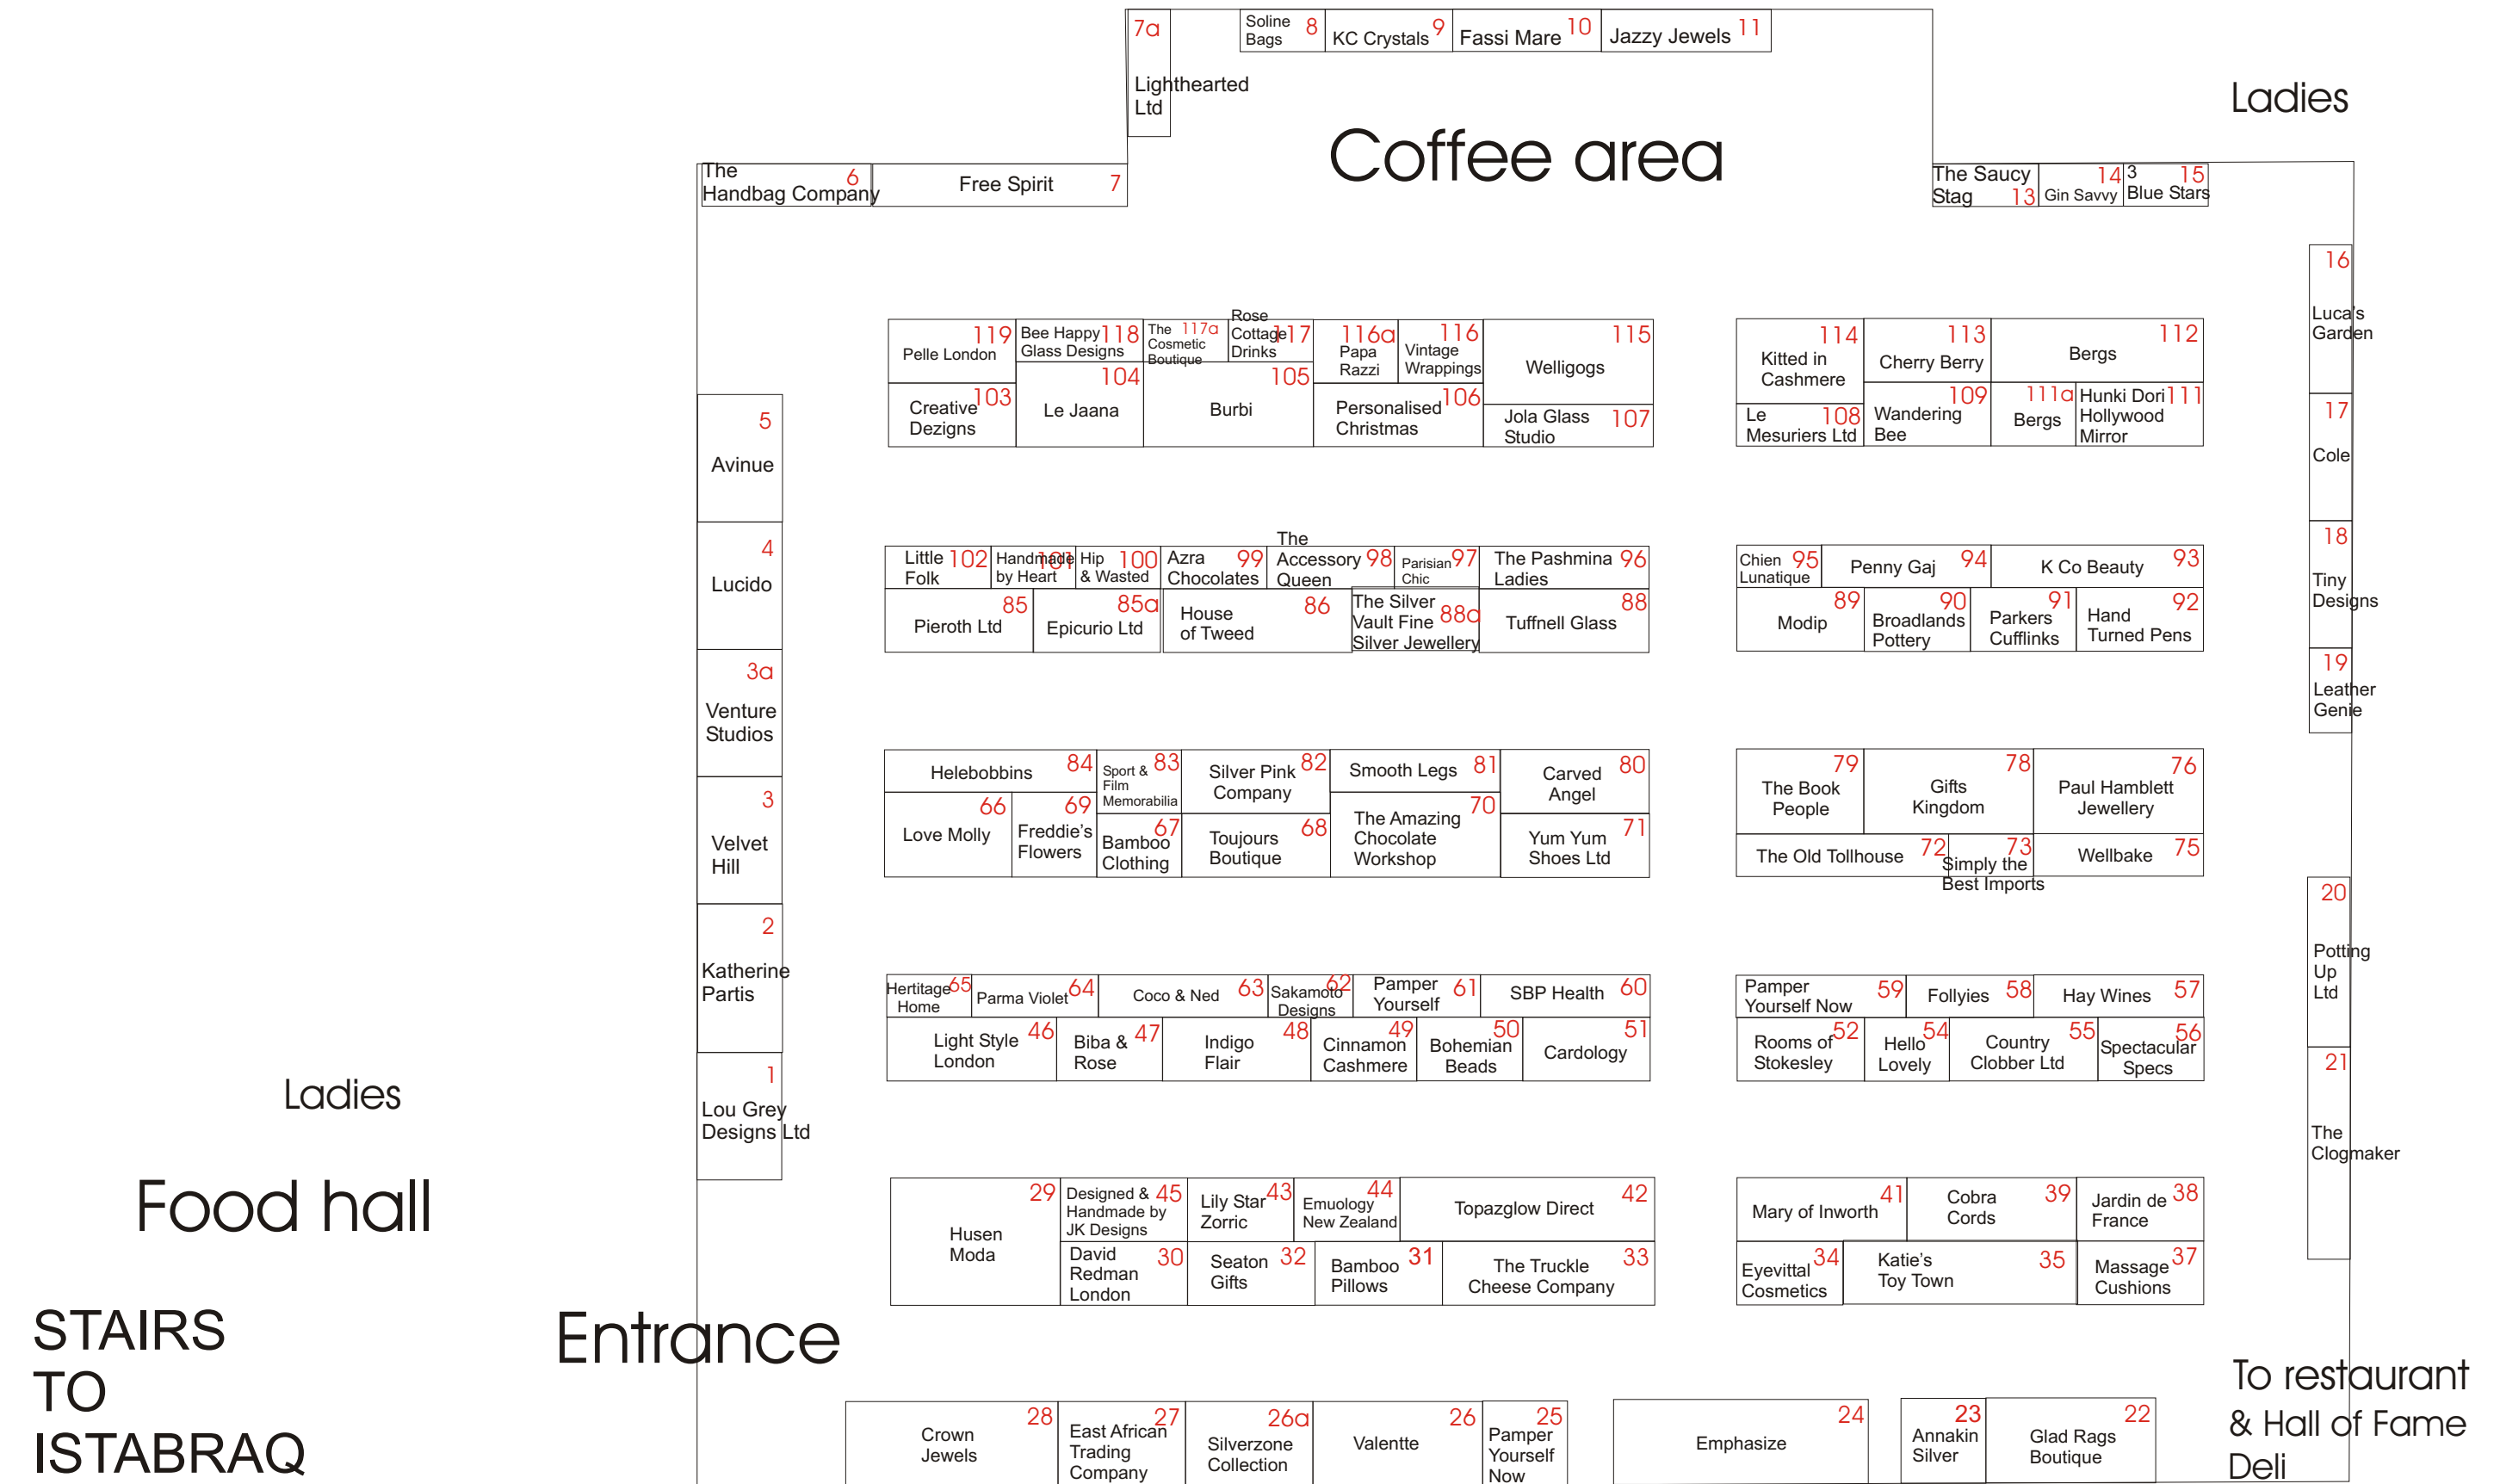 7a
Lighthearted
Ltd
Soline
Bags
8
KC Crystals 9
Fassi Mare 10
Jazzy Jewels 11
Ladies
Coffee area
The
Handbag Company
6
Free Spirit 7
The Saucy
Stag 13
14
Gin Savvy
3
Blue Stars
15
16
Luca's
Garden
119
Pelle London
Bee Happy 118
Glass Designs
The 117a
Cosmetic
Boutique
Rose
Cottage 117
Drinks
116a
Papa
Razzi
116
Vintage
Wrappings
115
Welligogs
114
Kitted in
Cashmere
113
Cherry Berry
112
Bergs
103
Creative
Dezigns
104
Le Jaana
105
Burbi
Personalised 106
Christmas
Jola Glass 107
Studio
Le 108
Mesuriers Ltd
109
Wandering
Bee
111a
Bergs
Hunki Dori 111
Hollywood
Mirror
5
Avinue
17
Cole
4
Lucido
Little 102
Folk
Handmade 101
by Heart
Hip 100
& Wasted
Azra 99
Chocolates
The
Accessory 98
Queen
Parisian 97
Chic
The Pashmina 96
Ladies
Chien 95
Lunatique
Penny Gaj 94
K Co Beauty 93
18
Tiny
Designs
85
Pieroth Ltd
85a
Epicurio Ltd
House 86
of Tweed
The Silver
Vault Fine 88a
Silver Jewellery
88
Tuffnell Glass
89
Modip
90
Broadlands
Pottery
91
Parkers
Cufflinks
92
Hand
Turned Pens
3a
Venture
Studios
19
Leather
Genie
Helebobbins 84
Sport & 83
Film
Memorabilia
Silver Pink 82
Company
Smooth Legs 81
80
Carved
Angel
79
The Book
People
78
Gifts
Kingdom
76
Paul Hamblett
Jewellery
3
Velvet
Hill
66
Love Molly
69
Freddie's
Flowers
67
Bamboo
Clothing
68
Toujours
Boutique
70
The Amazing
Chocolate
Workshop
71
Yum Yum
Shoes Ltd
The Old Tollhouse 72
73
Simply the
Best Imports
Wellbake 75
20
Potting
Up
Ltd
2
Katherine
Partis
Hertitage 65
Home
Parma Violet 64
Coco & Ned 63
62
Sakamoto
Designs
Pamper 61
Yourself
SBP Health 60
Pamper 59
Yourself Now
Follyies 58
Hay Wines 57
Light Style 46
London
Biba & 47
Rose
Indigo 48
Flair
49
Cinnamon
Cashmere
50
Bohemian
Beads
51
Cardology
Rooms of 52
Stokesley
54
Hello
Lovely
Country 55
Clobber Ltd
56
Spectacular
Specs
21
The
Clogmaker
1
Lou Grey
Designs Ltd
Ladies
Food hall
29
Husen
Moda
Designed & 45
Handmade by
JK Designs
Lily Star 43
Zorric
44
Emuology
New Zealand
42
Topazglow Direct
41
Mary of Inworth
Cobra 39
Cords
Jardin de 38
France
David 30
Redman
London
Seaton 32
Gifts
Bamboo 31
Pillows
The Truckle 33
Cheese Company
34
Eyevittal
Cosmetics
Katie's 35
Toy Town
37
Massage
Cushions
STAIRS
TO
ISTABRAQ
Entrance
To restaurant
& Hall of Fame
Deli
28
Crown
Jewels
27
East African
Trading
Company
26a
Silverzone
Collection
26
Valentte
25
Pamper
Yourself
Now
24
Emphasize
23
Annakin
Silver
22
Glad Rags
Boutique